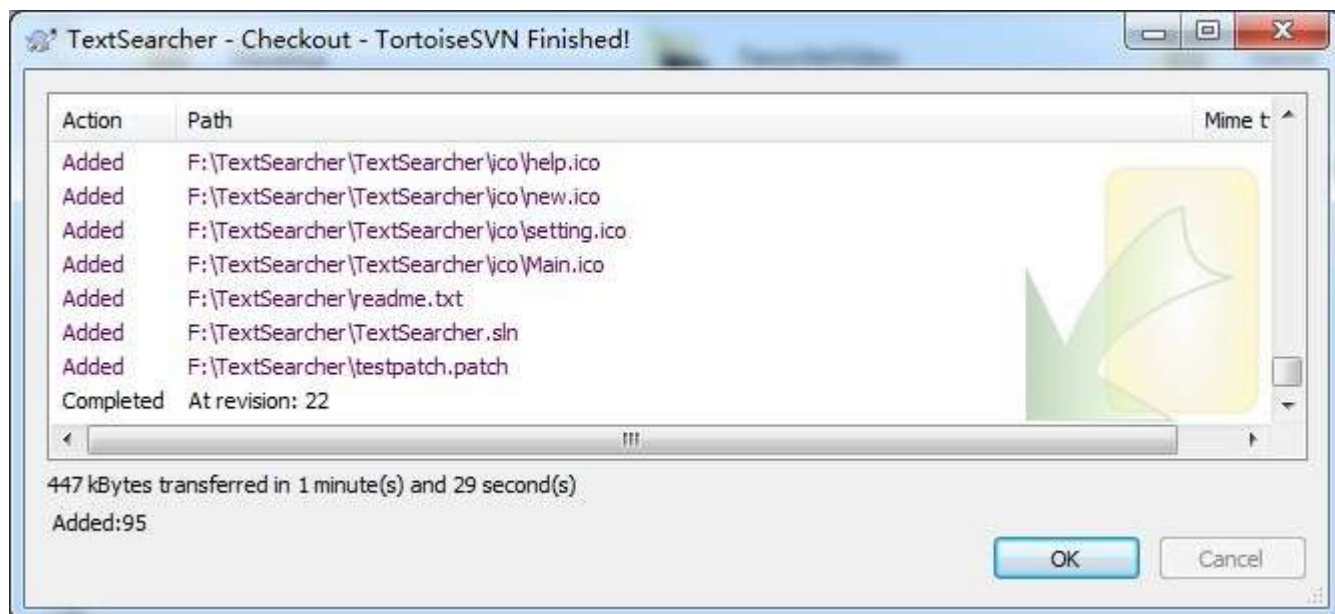 TextSearcher - Checkout - TortoiseSVN Finished!
Action Path Mime t
Added F:\TextSearcher\TextSearcher\ico\help.ico
Added F:\TextSearcher\TextSearcher\ico\new.ico
Added F:\TextSearcher\TextSearcher\ico\setting.ico
Added F:\TextSearcher\TextSearcher\ico\Main.ico
Added F:\TextSearcher\readme.txt
Added F:\TextSearcher\TextSearcher.sln
Added F:\TextSearcher\testpatch.patch
Completed At revision: 22
447 kBytes transferred in 1 minute(s) and 29 second(s)
Added:95
OK Cancel